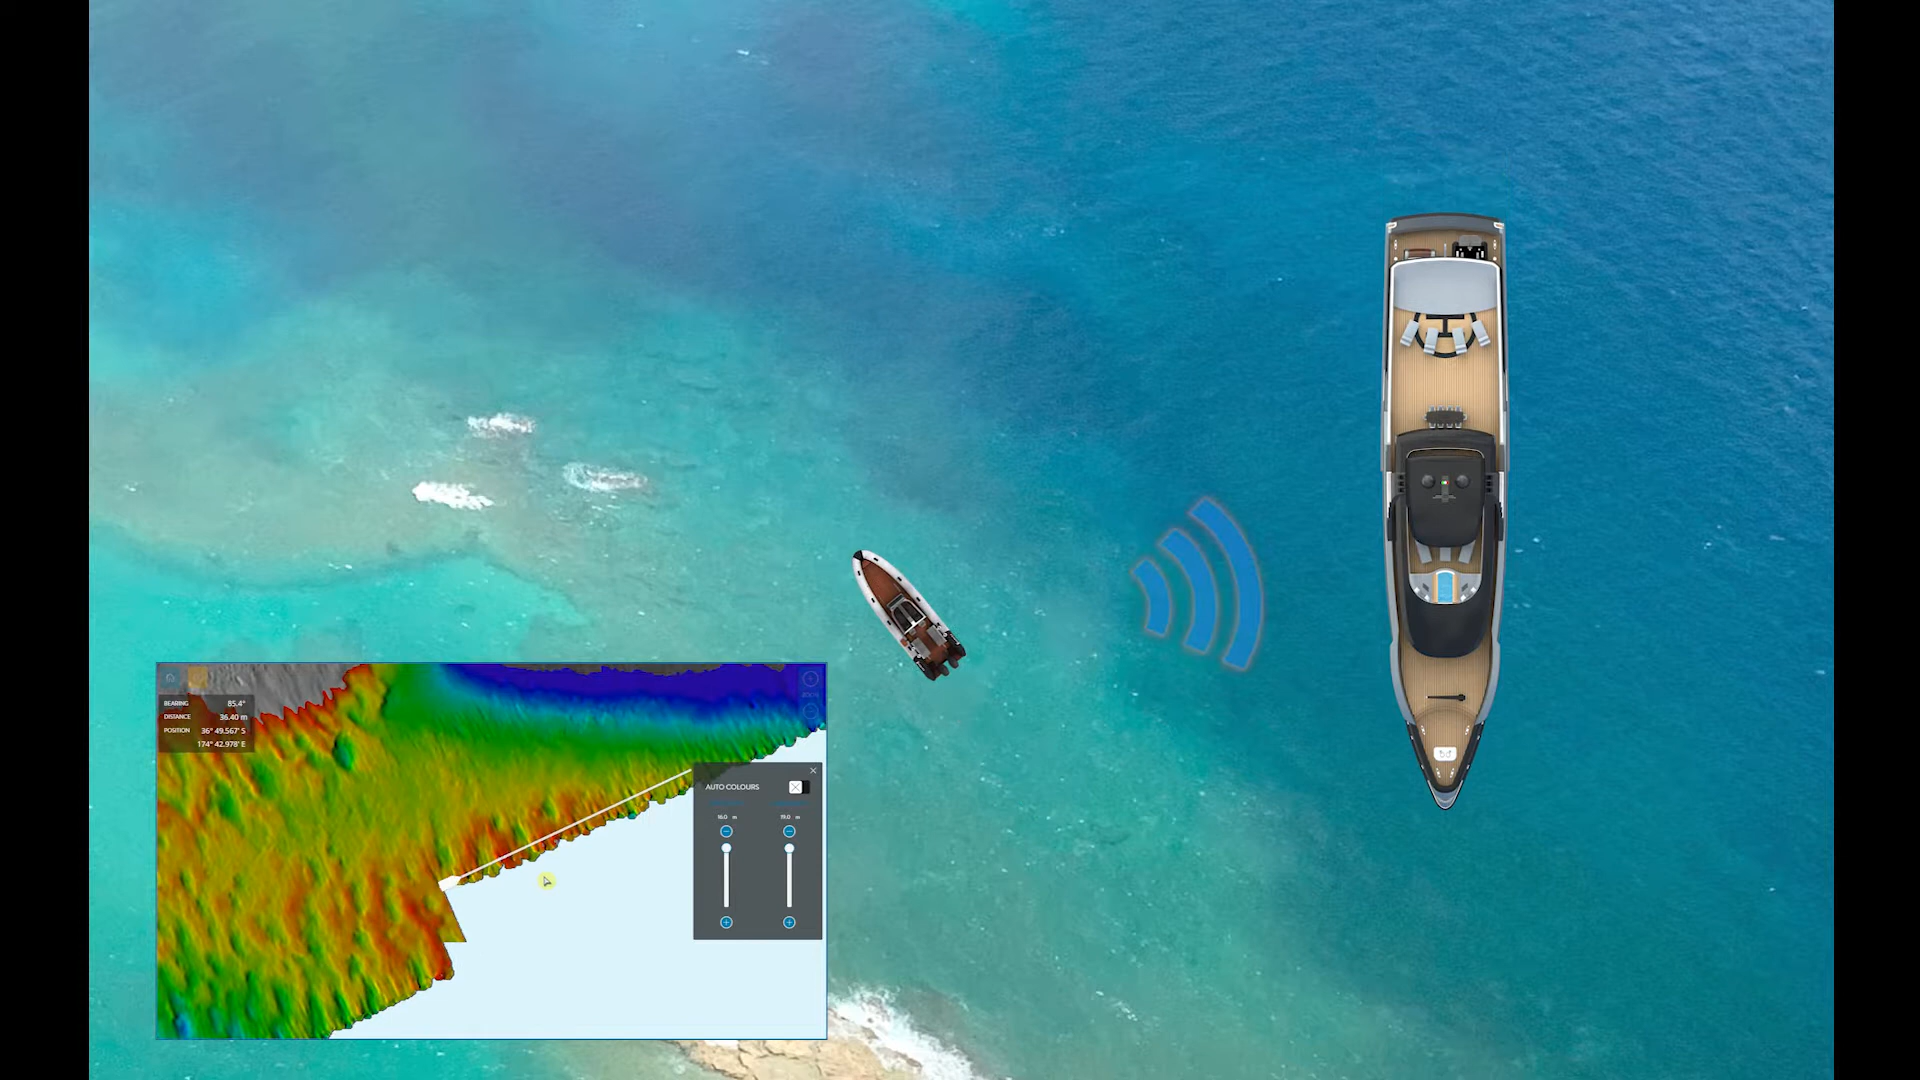 BEARING 85.4°
DISTANCE 36.40 m
POSITION 36° 49.567' S
174° 42.978' E
AUTO COLOURS
16.0 m 19.0 m